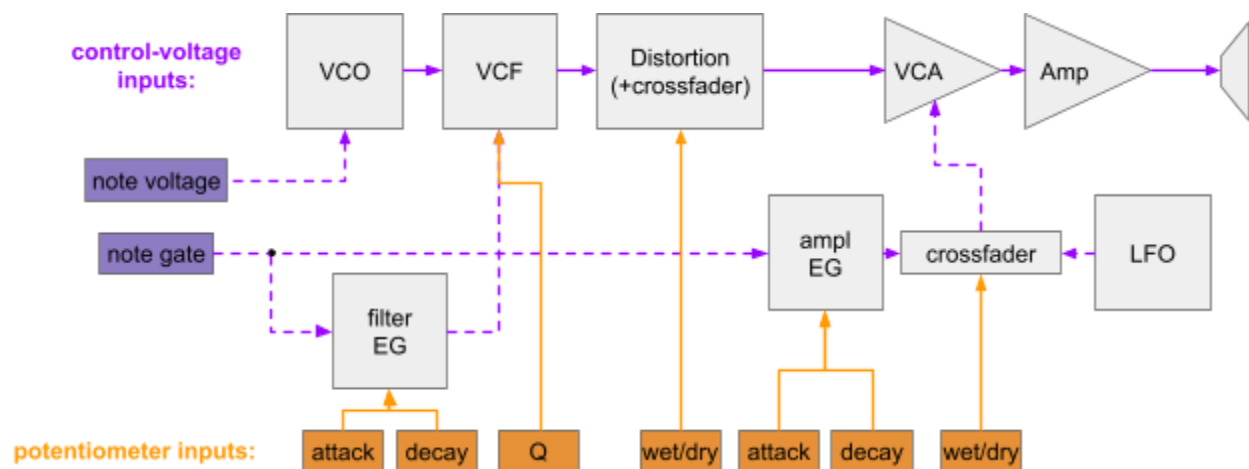 control-voltage
inputs:
VCO
VCF
Distortion
(+crossfader)
VCA
Amp
note voltage
note gate
ampl
EG
crossfader
LFO
filter
EG
potentiometer inputs:
attack
decay
Q
wet/dry
attack
decay
wet/dry